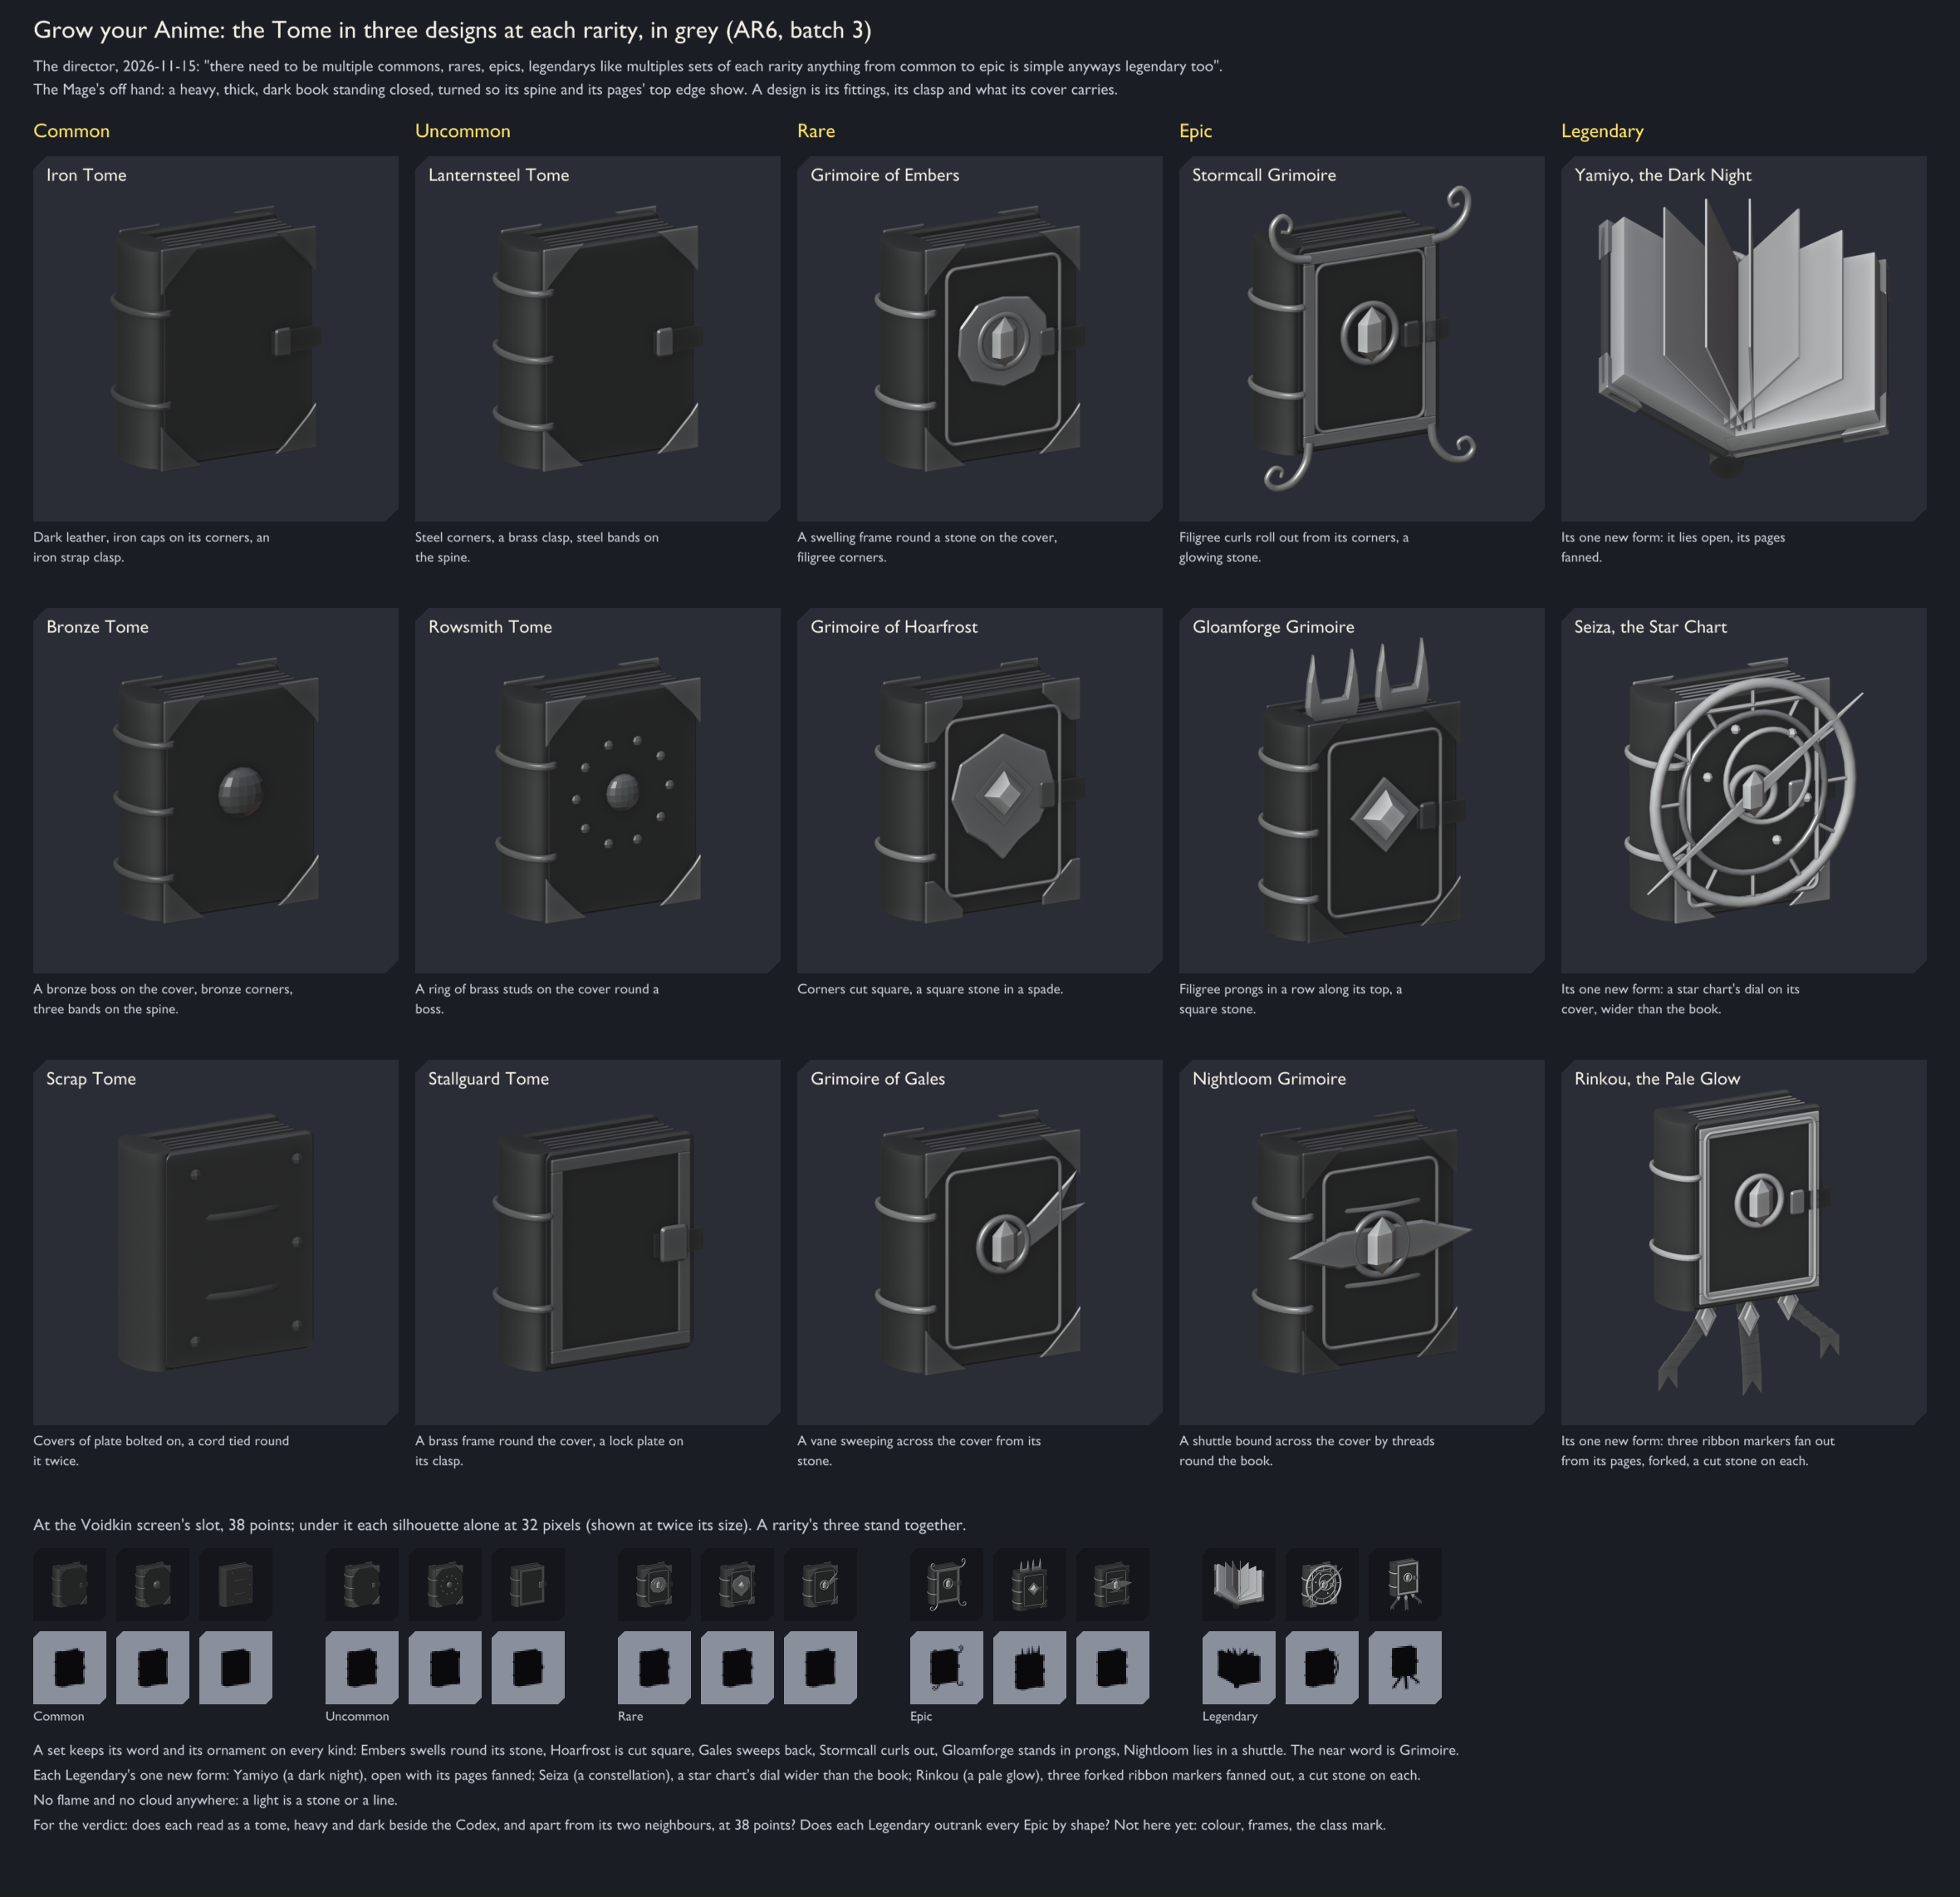 Grow your Anime: the Tome in three designs at each rarity, in grey (AR6, batch 3)
The director, 2026-11-15: "there need to be multiple commons, rares, epics, legendarys like multiples sets of each rarity anything from common to epic is simple anyways legendary too".
The Mage's off hand: a heavy, thick, dark book standing closed, turned so its spine and its pages' top edge show. A design is its fittings, its clasp and what its cover carries.
Common
Uncommon
Rare
Epic
Legendary
Iron Tome
Lanternsteel Tome
Grimoire of Embers
Stormcall Grimoire
Yamiyo, the Dark Night
Dark leather, iron caps on its corners, an
iron strap clasp.
Steel corners, a brass clasp, steel bands on
the spine.
A swelling frame round a stone on the cover,
filigree corners.
Filigree curls roll out from its corners, a
glowing stone.
Its one new form: it lies open, its pages
fanned.
Bronze Tome
Rowsmith Tome
Grimoire of Hoarfrost
Gloamforge Grimoire
Seiza, the Star Chart
A bronze boss on the cover, bronze corners,
three bands on the spine.
A ring of brass studs on the cover round a
boss.
Corners cut square, a square stone in a spade.
Filigree prongs in a row along its top, a
square stone.
Its one new form: a star chart's dial on its
cover, wider than the book.
Scrap Tome
Stallguard Tome
Grimoire of Gales
Nightloom Grimoire
Rinkou, the Pale Glow
Covers of plate bolted on, a cord tied round
it twice.
A brass frame round the cover, a lock plate on
its clasp.
A vane sweeping across the cover from its
stone.
A shuttle bound across the cover by threads
round the book.
Its one new form: three ribbon markers fan out
from its pages, forked, a cut stone on each.
At the Voidkin screen's slot, 38 points; under it each silhouette alone at 32 pixels (shown at twice its size). A rarity's three stand together.
Common
Uncommon
Rare
Epic
Legendary
A set keeps its word and its ornament on every kind: Embers swells round its stone, Hoarfrost is cut square, Gales sweeps back, Stormcall curls out, Gloamforge stands in prongs, Nightloom lies in a shuttle. The near word is Grimoire.
Each Legendary's one new form: Yamiyo (a dark night), open with its pages fanned; Seiza (a constellation), a star chart's dial wider than the book; Rinkou (a pale glow), three forked ribbon markers fanned out, a cut stone on each.
No flame and no cloud anywhere: a light is a stone or a line.
For the verdict: does each read as a tome, heavy and dark beside the Codex, and apart from its two neighbours, at 38 points? Does each Legendary outrank every Epic by shape? Not here yet: colour, frames, the class mark.